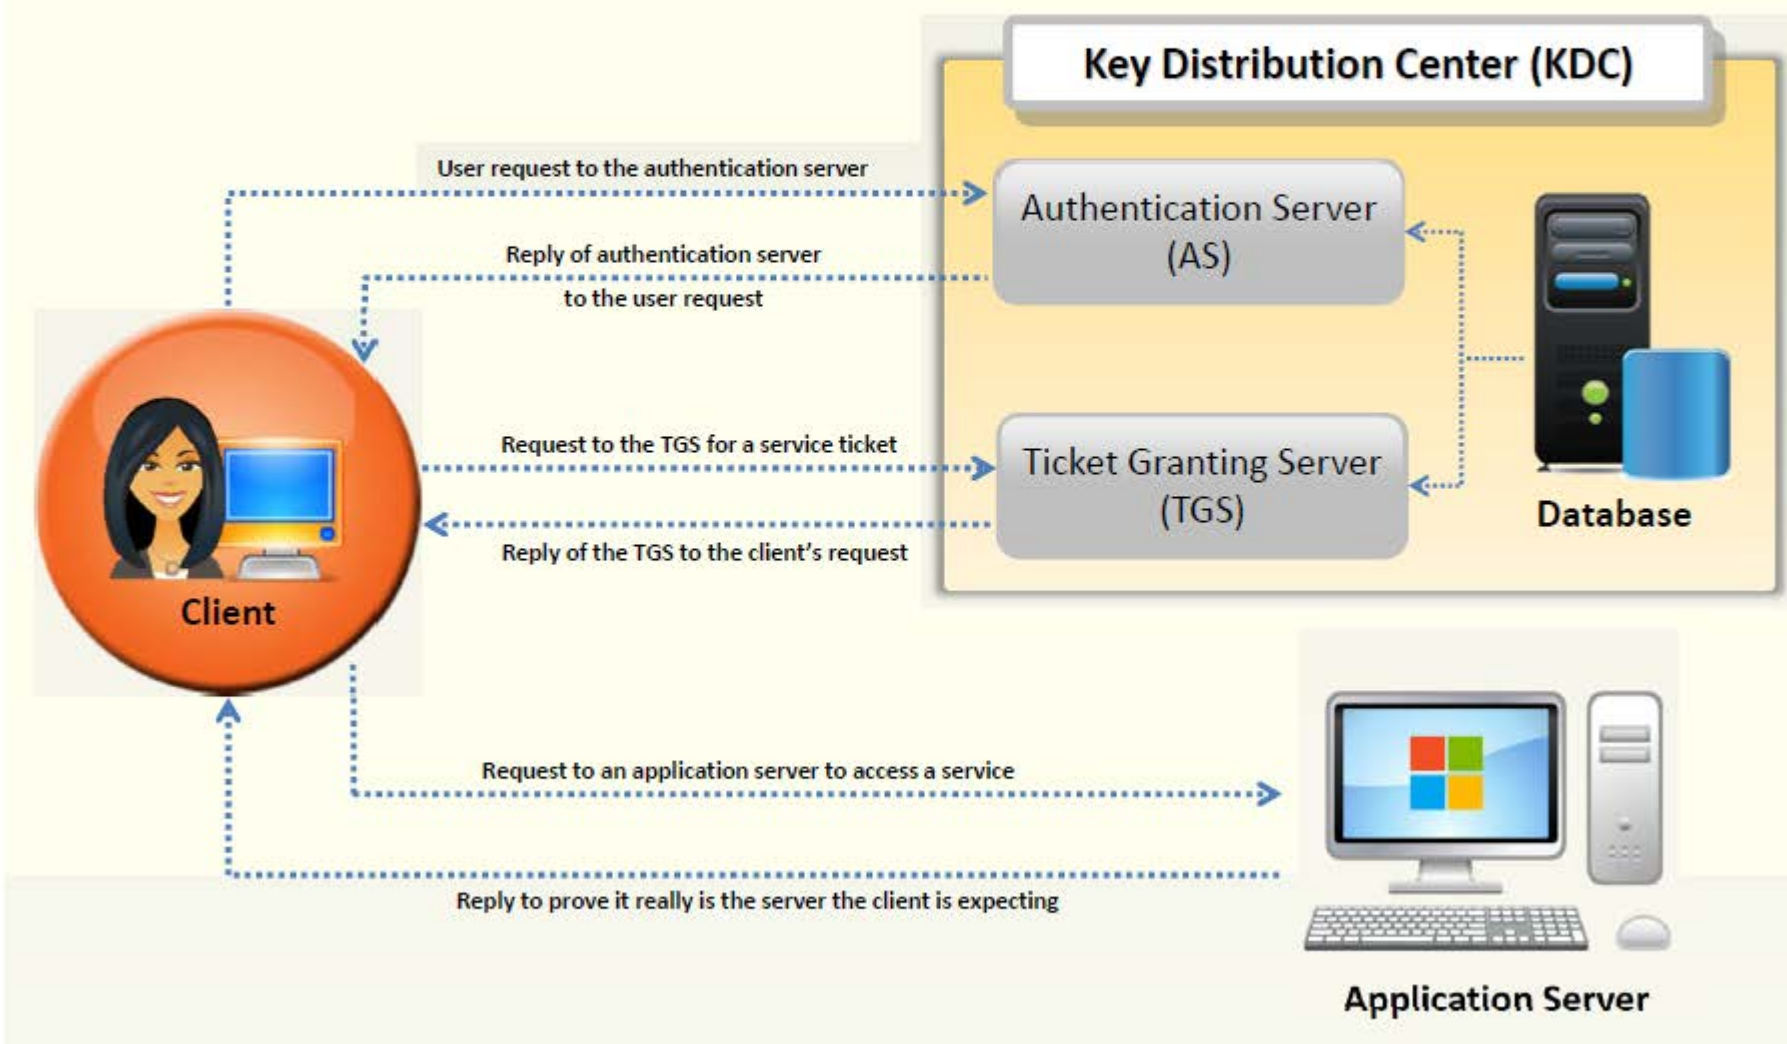 Key Distribution Center (KDC)
User request to the authentication server
Authentication Server
(AS)
Reply of authentication server
to the user request
Request to the TGS for a service ticket
Ticket Granting Server
(TGS)
Reply of the TGS to the client's request
Database
Client
Request to an application server to access a service
Reply to prove it really is the server the client is expecting
Application Server